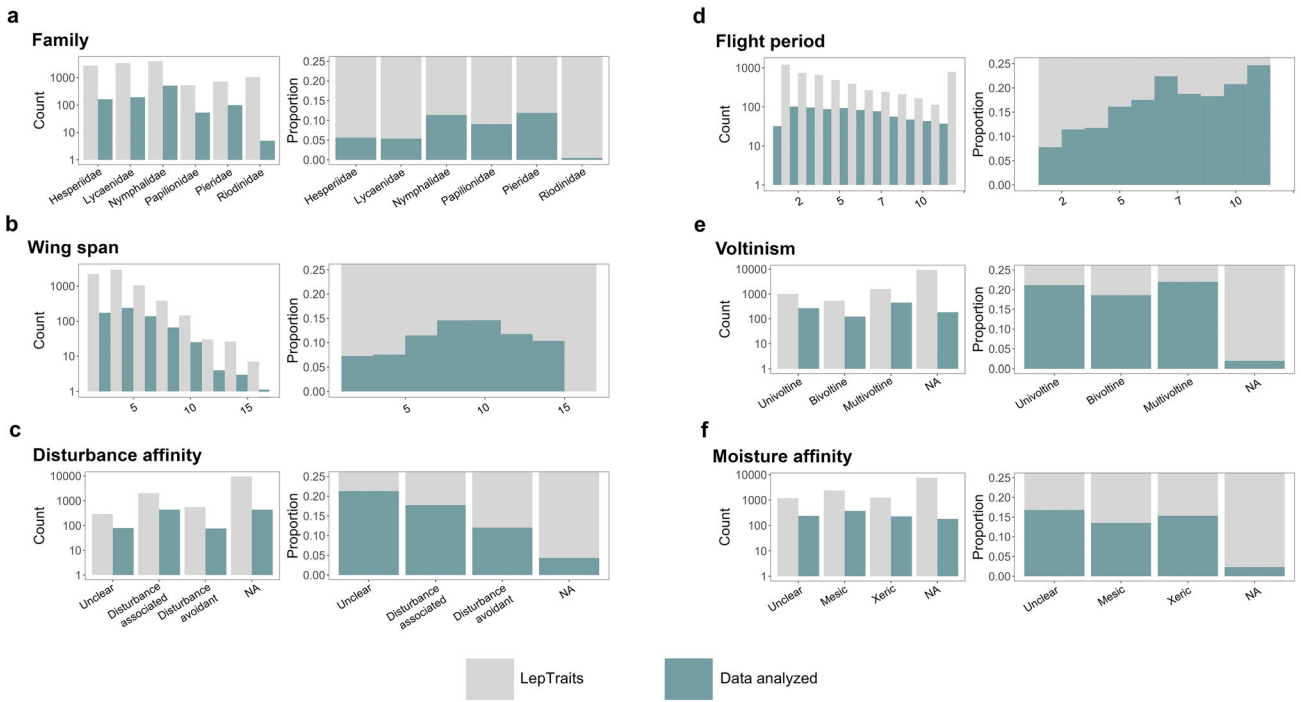 a
Family
Count
1000
100
10
1
Hesperiidae
Lycaenidae
Nymphalidae
Papilionidae
Pieridae
Riodinidae
Proportion
0.25
0.20
0.15
0.10
0.05
0.00
Hesperiidae
Lycaenidae
Nymphalidae
Papilionidae
Pieridae
Riodinidae
b
Wing span
Count
1000
100
10
1
5
10
15
Proportion
0.25
0.20
0.15
0.10
0.05
0.00
5
10
15
c
Disturbance affinity
Count
10000
1000
100
10
1
Unclear
Disturbance
associated
Disturbance
avoidant
NA
Proportion
0.25
0.20
0.15
0.10
0.05
0.00
Unclear
Disturbance
associated
Disturbance
avoidant
NA
d
Flight period
Count
1000
100
10
1
2
5
7
10
Proportion
0.25
0.20
0.15
0.10
0.05
0.00
2
5
7
10
e
Voltinism
Count
10000
1000
100
10
1
Univoltine
Bivoltine
Multivoltine
NA
Proportion
0.25
0.20
0.15
0.10
0.05
0.00
Univoltine
Bivoltine
Multivoltine
NA
f
Moisture affinity
Count
10000
1000
100
10
1
Unclear
Mesic
Xeric
NA
Proportion
0.25
0.20
0.15
0.10
0.05
0.00
Unclear
Mesic
Xeric
NA
LepTraits
Data analyzed